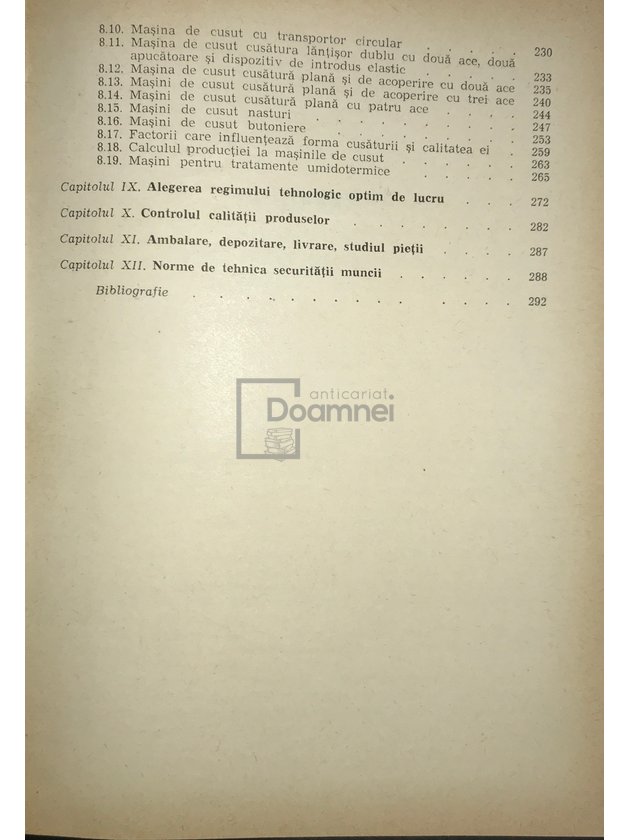 8.10. Mașina de cusut cu transportor circular . . . . . 230
8.11. Mașina de cusut cusătura lănțișor dublu cu două ace, două
apucătoare și dispozitiv de introdus elastic . . . . . 233
8.12. Mașina de cusut cusătură plană și de acoperire cu două ace 235
8.13. Mașini de cusut cusătură plană și de acoperire cu trei ace 240
8.14. Mașini de cusut cusătură plană cu patru ace . . . . 244
8.15. Mașini de cusut nasturi . . . . . . . . 247
8.16. Mașini de cusut butoniere . . . . . . . . 253
8.17. Factorii care influențează forma cusăturii și calitatea ei . 259
8.18. Calculul producției la mașinile de cusut . . . . . 263
8.19. Mașini pentru tratamente umidotermice . . . . . 265
Capitolul IX. Alegerea regimului tehnologic optim de lucru . . . 272
Capitolul X. Controlul calității produselor . . . . . . . 282
Capitolul XI. Ambalare, depozitare, livrare, studiul pieții . . . . 287
Capitolul XII. Norme de tehnica securității muncii . . . . . 288
Bibliografie . . . . . . . . . . . . . 292
anticariat
Doamnei